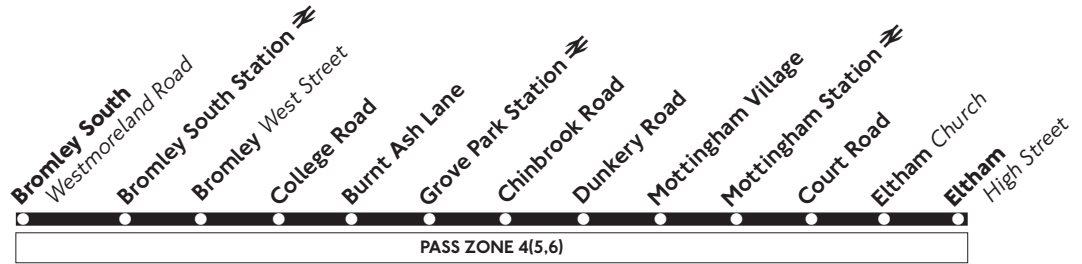 Bromley South
Westmoreland Road
Bromley South Station
Bromley West Street
College Road
Burnt Ash Lane
Grove Park Station
Chinbrook Road
Dunkery Road
Mottingham Village
Mottingham Station
Court Road
Eltham Church
Eltham
High Street
PASS ZONE 4(5,6)